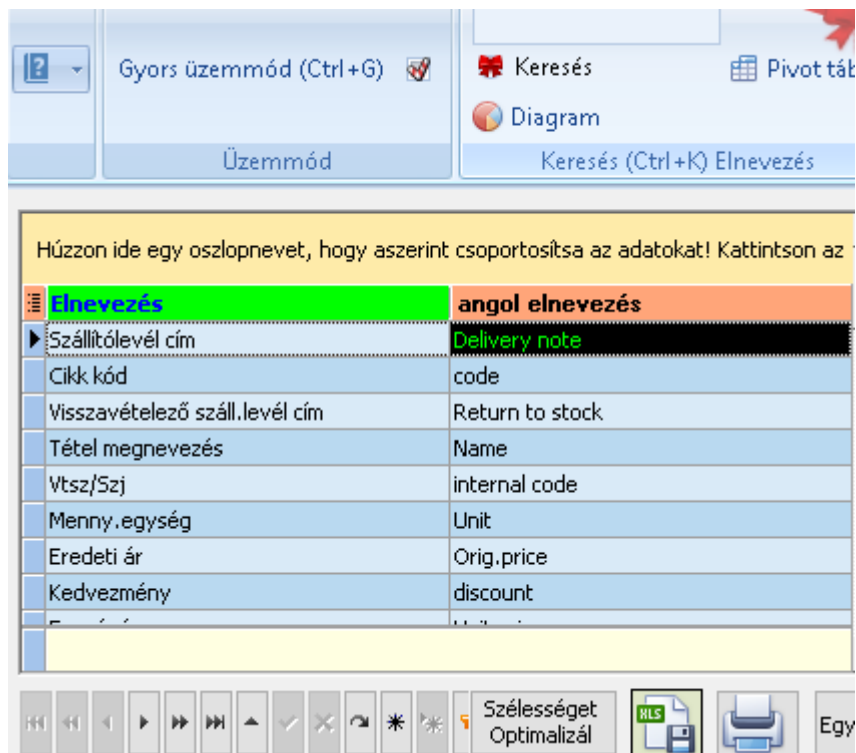 Gyors üzemmód (Ctrl+G)
Üzemmód
Keresés
Pivot táb
Diagram
Keresés (Ctrl+K) Elnevezés
Húzzon ide egy oszlopnevet, hogy aszerint csoportosítsa az adatokat! Kattintson az
Elnevezés angol elnevezés
Szállítólevél cím Delivery note
Cikk kód code
Visszavételező száll.levél cím Return to stock
Tétel megnevezés Name
Vtsz/Szj internal code
Menny.egység Unit
Eredeti ár Orig.price
Kedvezmény discount
Szélességet
Optimalizál
XLS
Egy